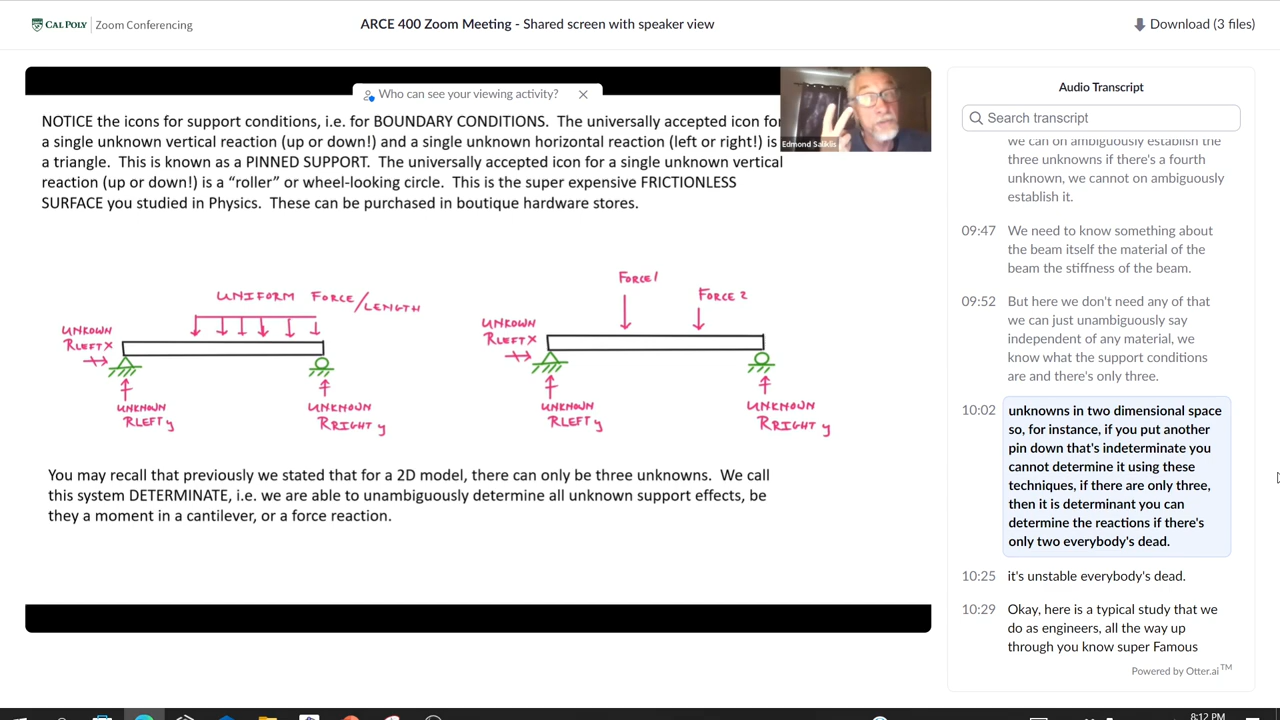 CAL POLY | Zoom Conferencing
ARCE 400 Zoom Meeting - Shared screen with speaker view
Download (3 files)
Who can see your viewing activity?
NOTICE the icons for support conditions, i.e. for BOUNDARY CONDITIONS. The universally accepted icon for
a single unknown vertical reaction (up or down!) and a single unknown horizontal reaction (left or right!) is
a triangle. This is known as a PINNED SUPPORT. The universally accepted icon for a single unknown vertical
reaction (up or down!) is a “roller” or wheel-looking circle. This is the super expensive FRICTIONLESS
SURFACE you studied in Physics. These can be purchased in boutique hardware stores.
UNIFORM FORCE/LENGTH
UNKOWN
RLEFT X
UNKNOWN
RLEFT y
UNKNOWN
RRIGHT y
FORCE 1
FORCE 2
UNKOWN
RLEFT X
UNKNOWN
RLEFT y
UNKNOWN
RRIGHT y
You may recall that previously we stated that for a 2D model, there can only be three unknowns. We call
this system DETERMINATE, i.e. we are able to unambiguously determine all unknown support effects, be
they a moment in a cantilever, or a force reaction.
Audio Transcript
Search transcript
we can on ambiguously establish the
three unknowns if there's a fourth
unknown, we cannot on ambiguously
establish it.
09:47 We need to know something about
the beam itself the material of the
beam the stiffness of the beam.
09:52 But here we don't need any of that
we can just unambiguously say
independent of any material, we
know what the support conditions
are and there's only three.
10:02 unknowns in two dimensional space
so, for instance, if you put another
pin down that's indeterminate you
cannot determine it using these
techniques, if there are only three,
then it is determinant you can
determine the reactions if there's
only two everybody's dead.
10:25 it's unstable everybody's dead.
10:29 Okay, here is a typical study that we
do as engineers, all the way up
through you know super Famous
Powered by Otter.ai TM
8:12 PM